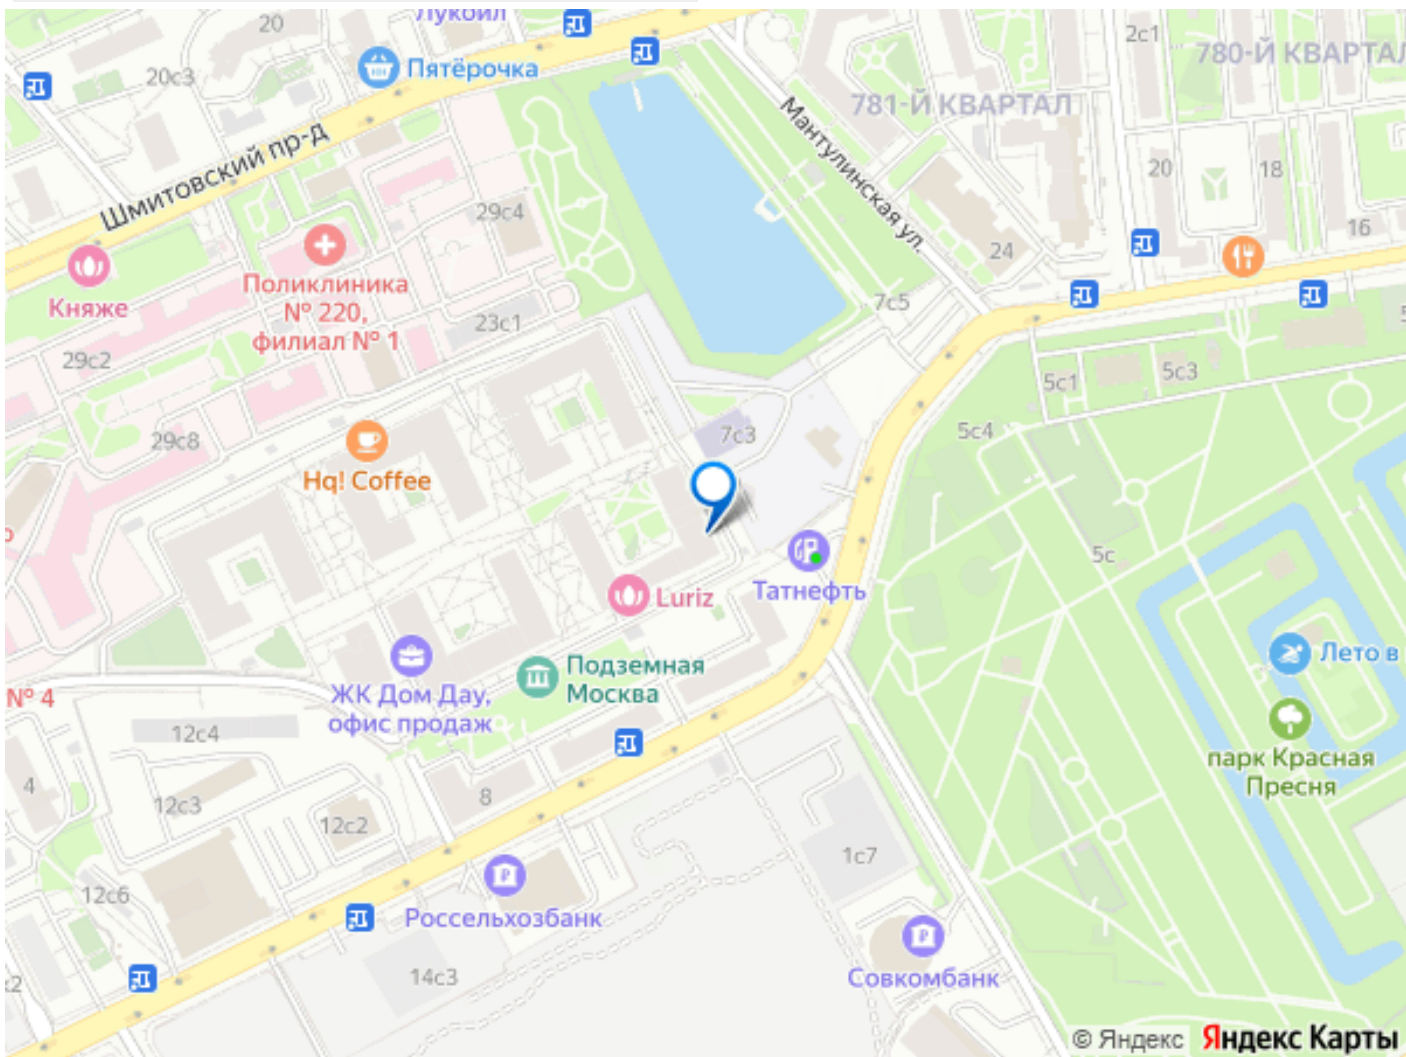 Лукойл
20
2с1
780-Й КВАРТАЛ
Пятёрочка
20с3
781-Й КВАРТАЛ
Мантулинская ул.
Шмитовский пр-д
20
18
29с4
16
24
Поликлиника
№ 220,
филиал № 1
Княже
7с5
23с1
29с2
5с1
5с3
7с3
5с4
29с8
Hq! Coffee
5с
Татнефть
Luriz
Подземная
Москва
Лето в
ЖК Дом Дау,
офис продаж
№ 4
12с4
парк Красная
Пресня
4
12с3
8
12с2
1с7
12с6
Россельхозбанк
14с3
Совкомбанк
© Яндекс Яндекс Карты